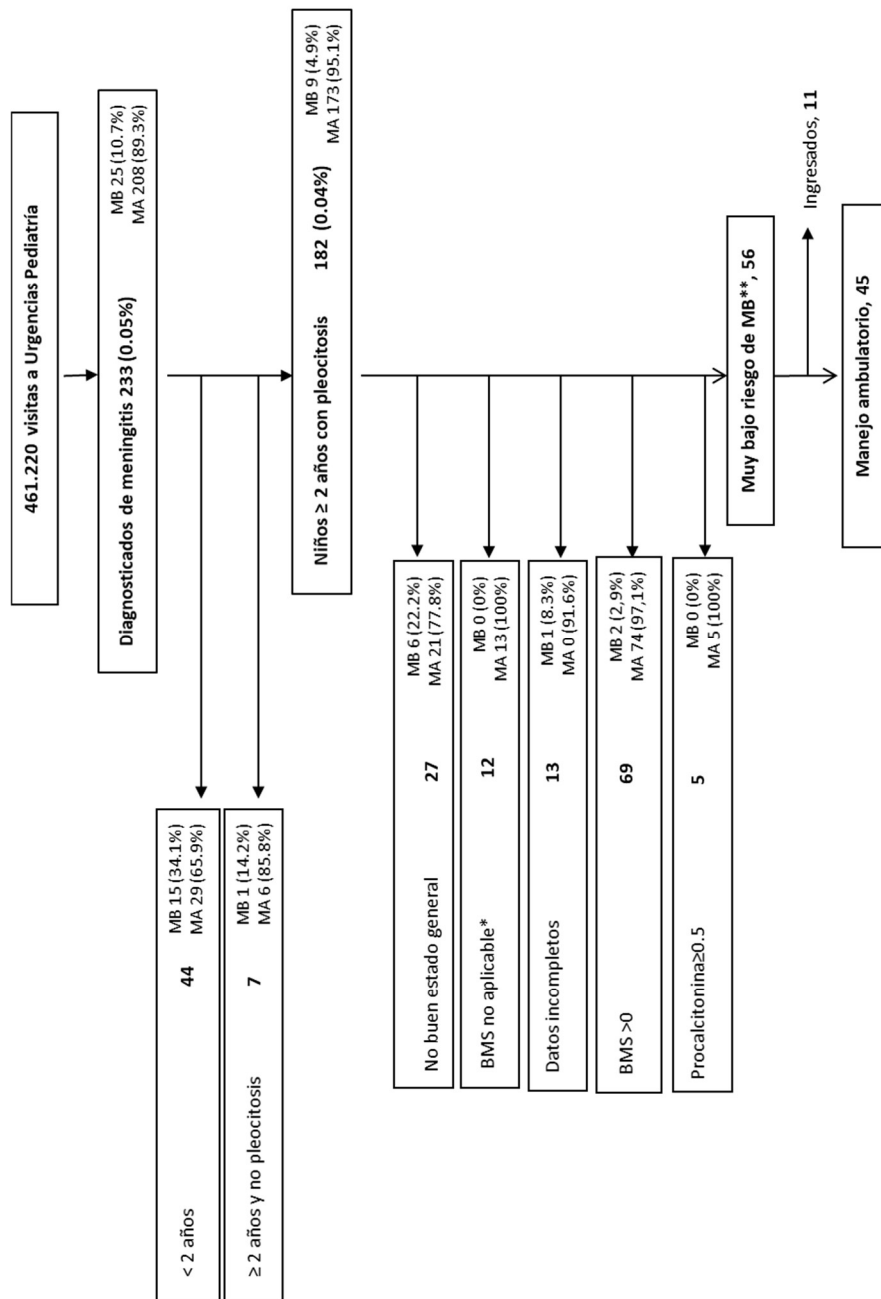 461.220 visitas a Urgencias Pediatría
Diagnosticados de meningitis 233 (0.05%)
MB 25 (10.7%)
MA 208 (89.3%)
< 2 años
44
MB 15 (34.1%)
MA 29 (65.9%)
≥ 2 años y no pleocitosis
7
MB 1 (14.2%)
MA 6 (85.8%)
Niños ≥ 2 años con pleocitosis
182 (0.04%)
MB 9 (4.9%)
MA 173 (95.1%)
No buen estado general
27
MB 6 (22.2%)
MA 21 (77.8%)
BMS no aplicable*
12
MB 0 (0%)
MA 13 (100%)
Datos incompletos
13
MB 1 (8.3%)
MA 0 (91.6%)
BMS >0
69
MB 2 (2,9%)
MA 74 (97,1%)
Procalcitonina≥0.5
5
MB 0 (0%)
MA 5 (100%)
Muy bajo riesgo de MB**, 56
Ingresados, 11
Manejo ambulatorio, 45